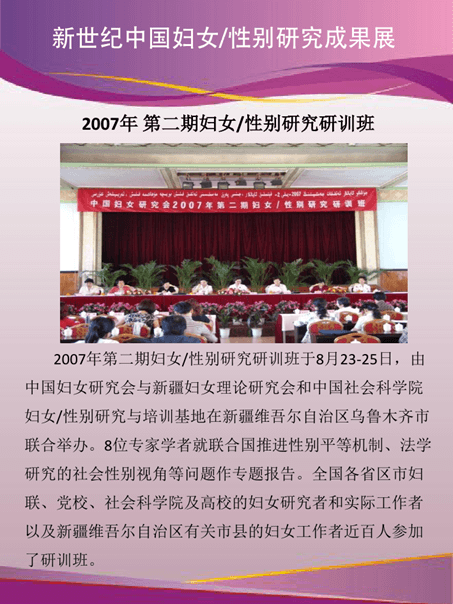 新世纪中国妇女/性别研究成果展
2007年 第二期妇女/性别研究研训班
中国妇女研究会2007年第二期妇女/性别研究研训班
2007年第二期妇女/性别研究研训班于8月23-25日，由
中国妇女研究会与新疆妇女理论研究会和中国社会科学院
妇女/性别研究与培训基地在新疆维吾尔自治区乌鲁木齐市
联合举办。8位专家学者就联合国推进性别平等机制、法学
研究的社会性别视角等问题作专题报告。全国各省区市妇
联、党校、社会科学院及高校的妇女研究者和实际工作者
以及新疆维吾尔自治区有关市县的妇女工作者近百人参加
了研训班。